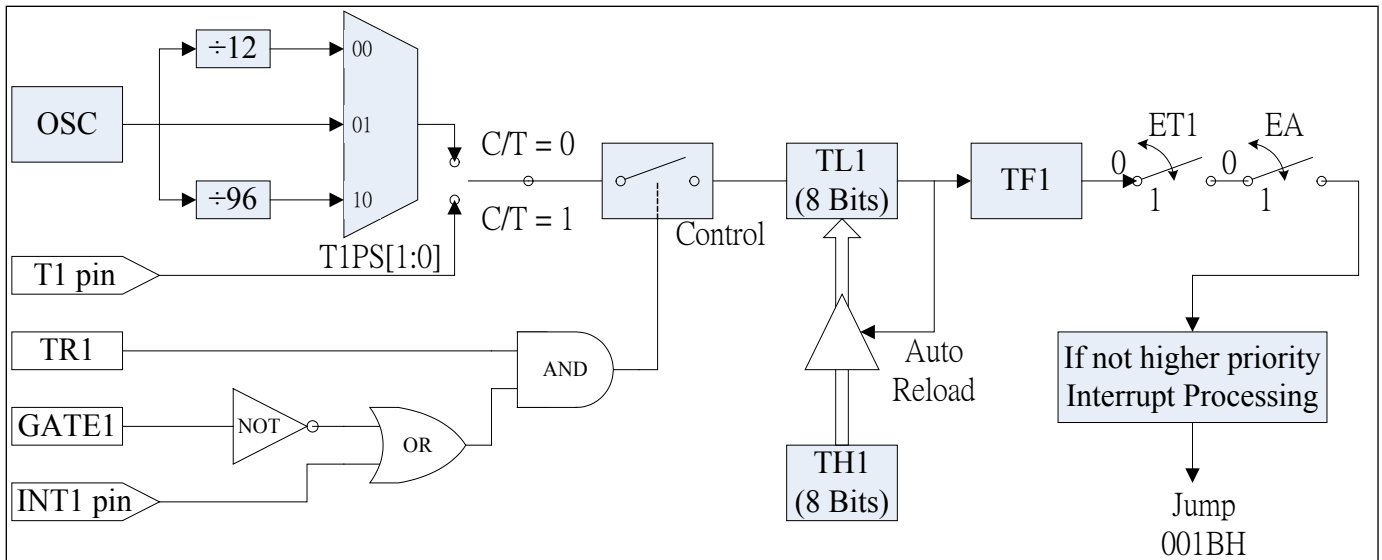 ÷12
00
OSC
01
÷96
10
T1PS[1:0]
C/T = 0
C/T = 1
T1 pin
TR1
GATE1
INT1 pin
NOT
OR
AND
Control
TL1
(8 Bits)
Auto
Reload
TH1
(8 Bits)
TF1
ET1
0
1
EA
0
1
If not higher priority
Interrupt Processing
Jump
001BH